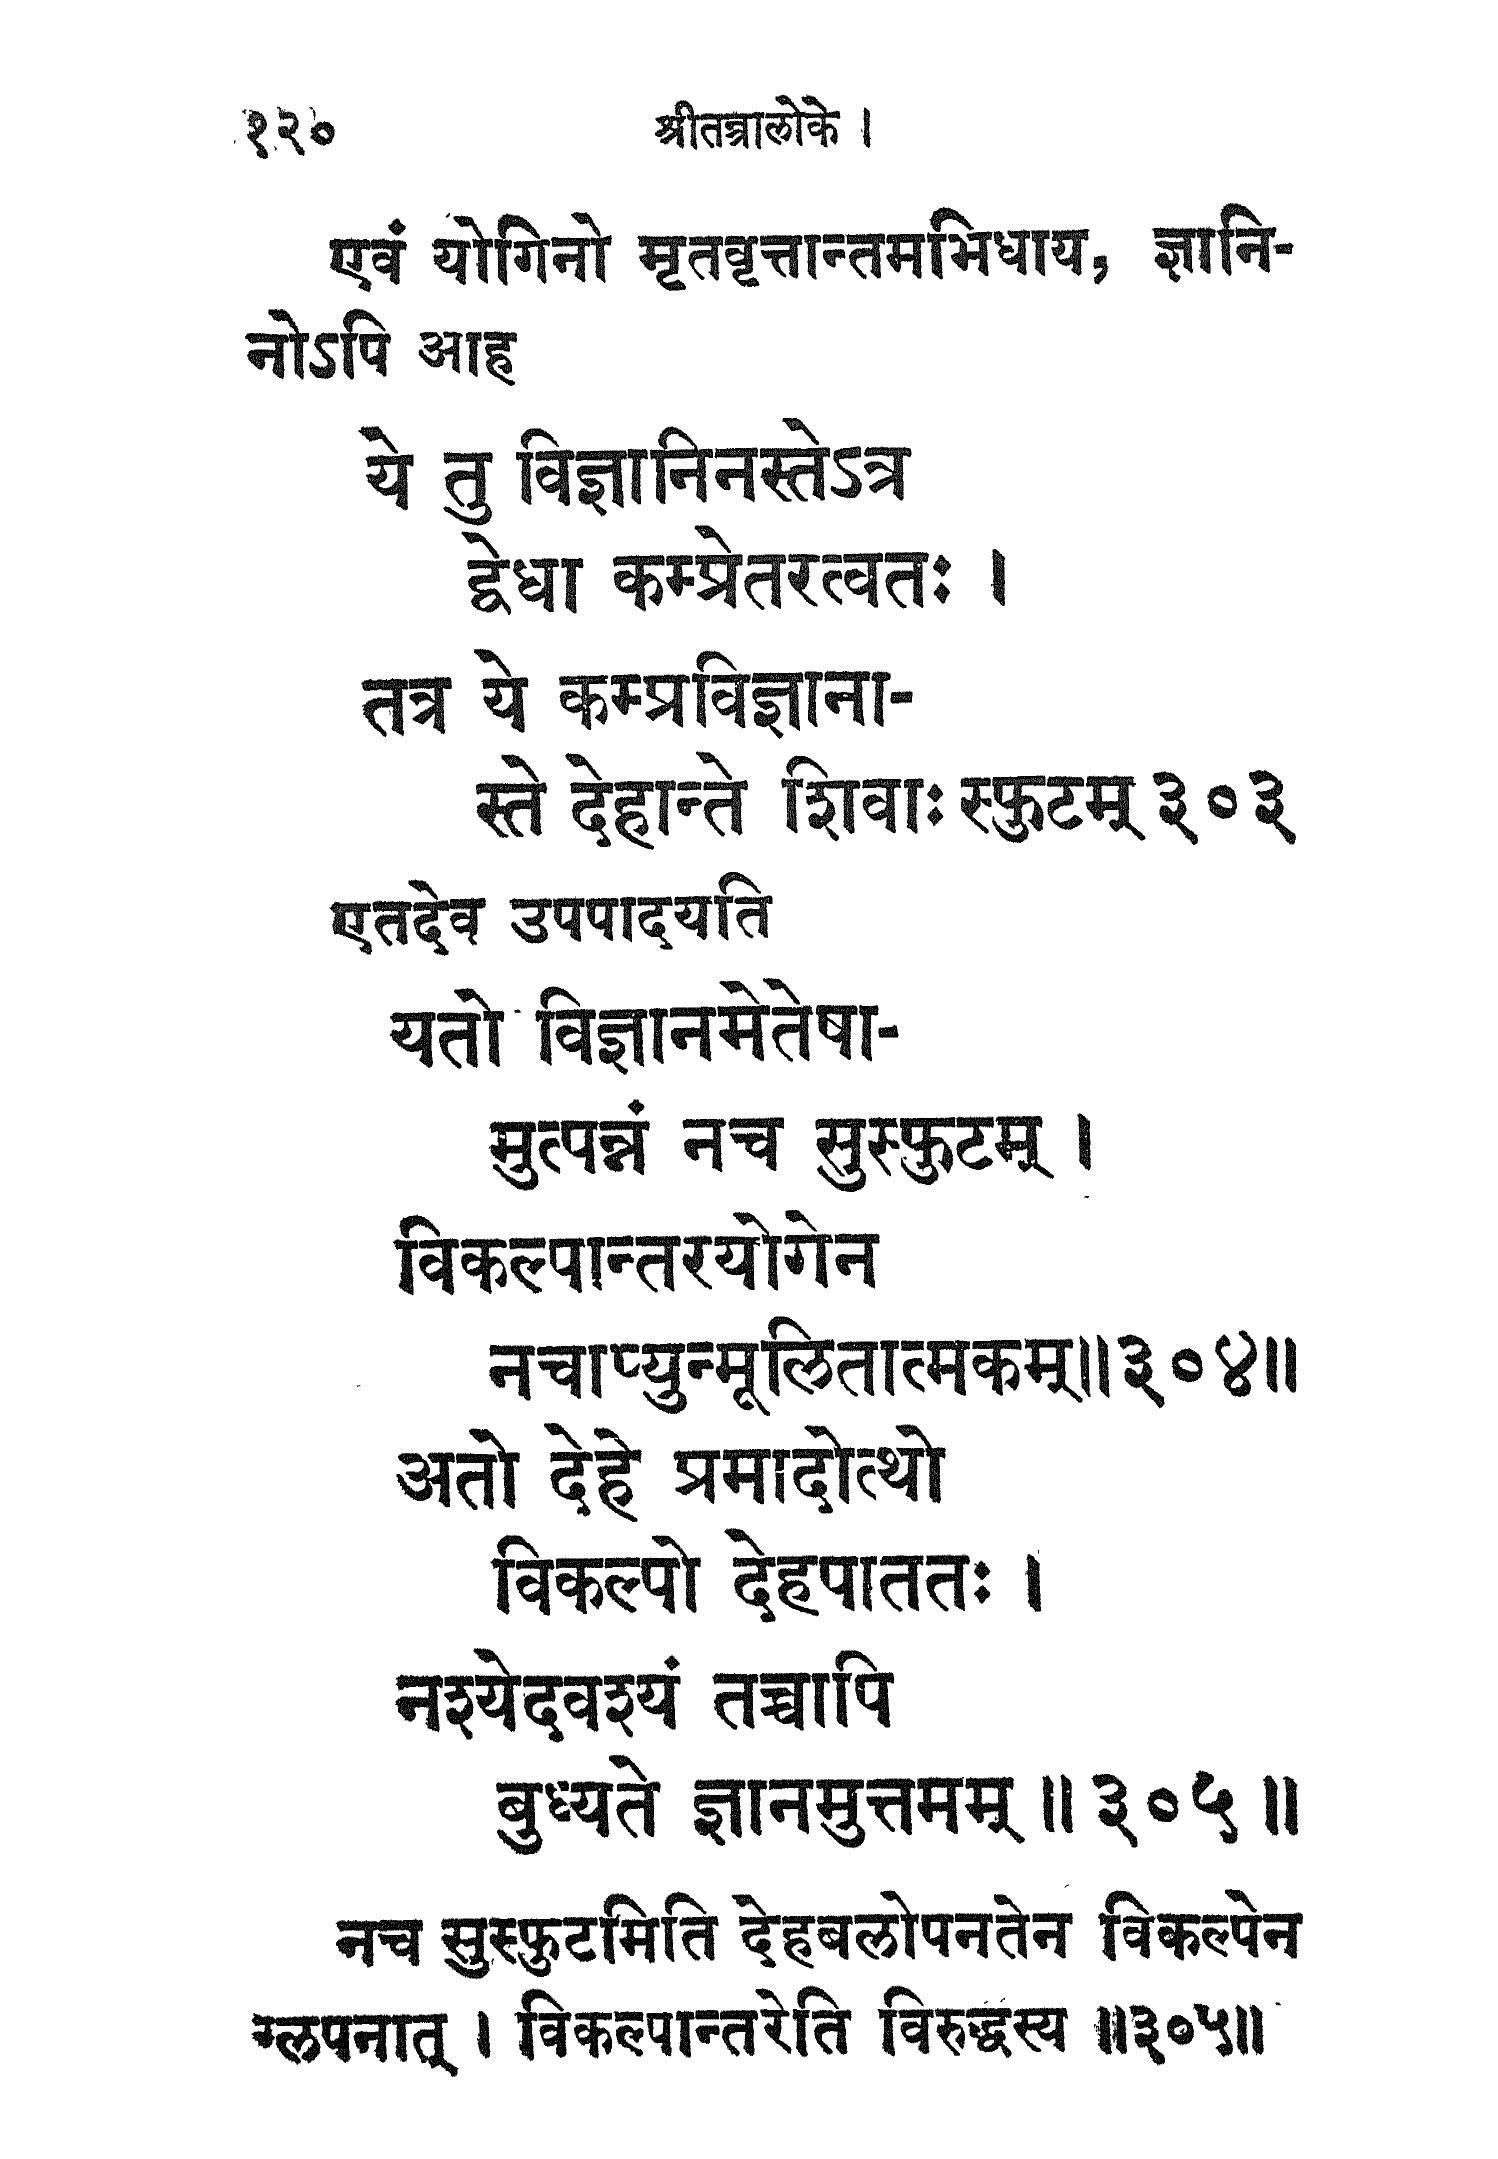 १२०
श्रीतन्त्रालोके ।
एवं योगिनो मृतवृत्तान्तमभिधाय, ज्ञानि-
नोऽपि आह
ये तु विज्ञानिनस्तेऽत्र
द्वेधा कम्प्रेतरत्वतः ।
तत्र ये कम्प्रविज्ञाना-
स्ते देहान्ते शिवाः स्फुटम् ३०३
एतदेव उपपादयति
यतो विज्ञानमेतेषा-
मुत्पन्नं नच सुस्फुटम् ।
विकल्पान्तरयोगेन
नचाप्युन्मूलितात्मकम्॥३०४॥
अतो देहे प्रमादोत्थो
विकल्पो देहपाततः ।
नश्येदवश्यं तच्चापि
बुध्यते ज्ञानमुत्तमम् ॥ ३०५ ॥
नच सुस्फुटमिति देहबलोपनतेन विकल्पेन
ग्लपनात् । विकल्पान्तरेति विरुद्धस्य ॥३०५॥